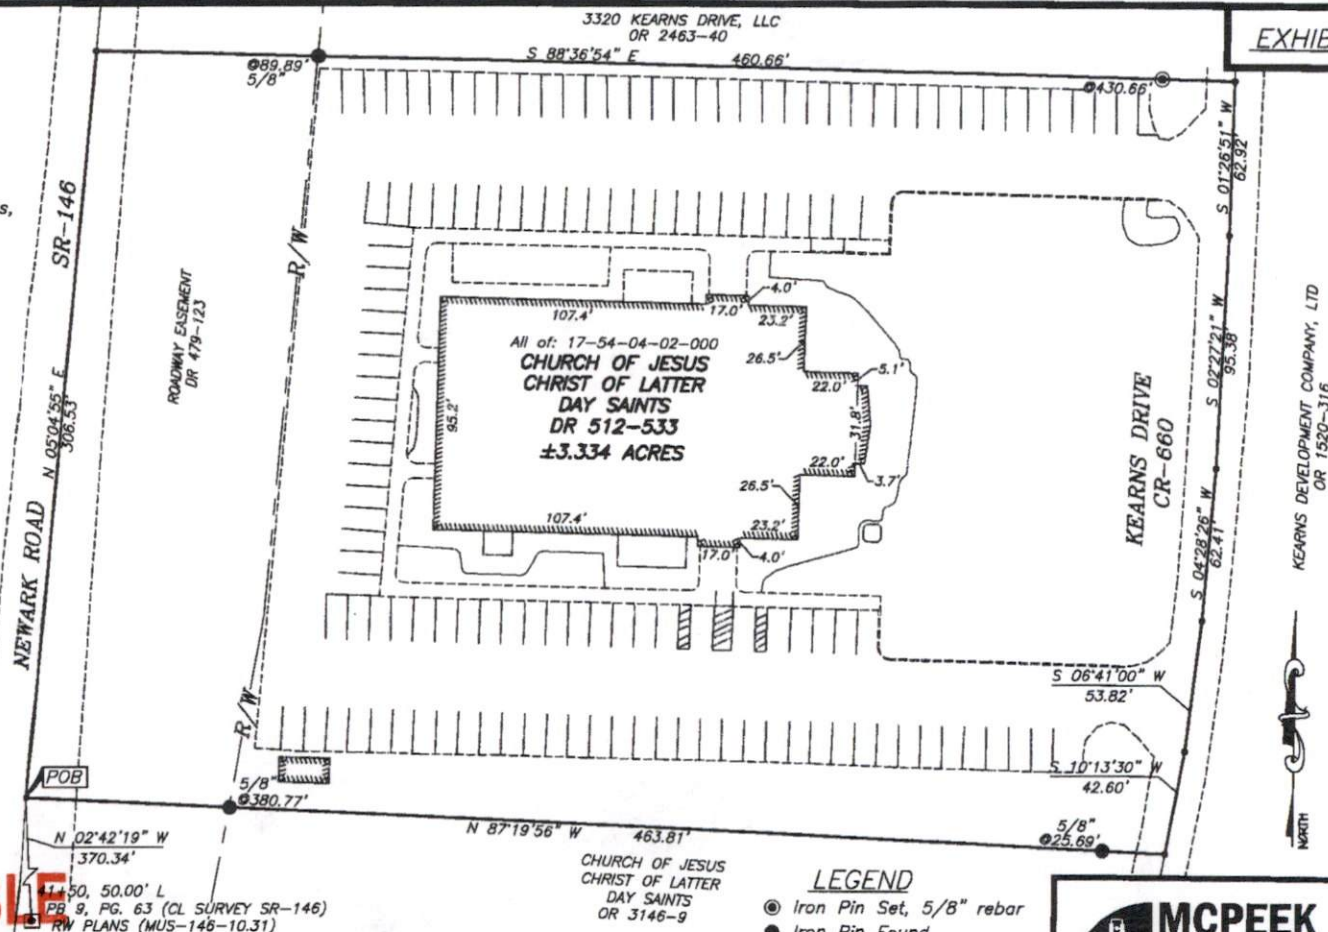 3320 KEARNS DRIVE, LLC
OR 2463-40
S 88°36'54" E 460.66'
@89.89'
5/8"
@430.66'
S 01°26'51" W
62.92'
SR-146
R/W
ROADWAY EASEMENT
DR 479-123
N 05°04'55" E
306.53'
NEWARK ROAD
107.4'
17.0'
4.0'
23.2'
26.5'
5.1'
22.0'
31.8'
95.2'
All of: 17-54-04-02-000
CHURCH OF JESUS
CHRIST OF LATTER
DAY SAINTS
DR 512-533
±3.334 ACRES
22.0'
3.7'
26.5'
107.4'
23.2'
17.0'
4.0'
S 02°27'21" W
95.38'
KEARNS DRIVE
CR-660
KEARNS DEVELOPMENT COMPANY, LTD
OR 1520-316
S 04°28'26" W
62.41'
S 06°41'00" W
53.82'
S 10°13'30" W
42.60'
R/W
POB
5/8"
@380.77'
N 87°19'56" W 463.81'
5/8"
@25.69'
NORTH
N 02°42'19" W
370.34'
41+50, 50.00' L
PB 9, PG. 63 (CL SURVEY SR-146)
RW PLANS (MUS-146-10.31)
CHURCH OF JESUS
CHRIST OF LATTER
DAY SAINTS
OR 3146-9
LEGEND
Iron Pin Set, 5/8" rebar
Iron Pin Found
MCPEEK